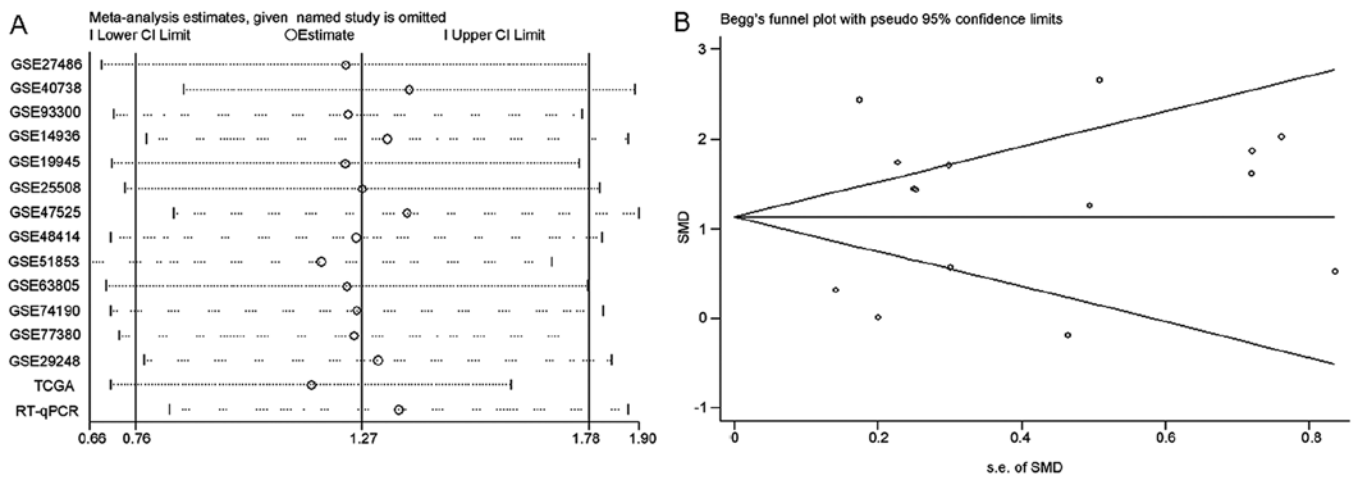 A
Meta-analysis estimates, given named study is omitted
I Lower CI Limit OEstimate I Upper CI Limit
GSE27486
GSE40738
GSE93300
GSE14936
GSE19945
GSE25508
GSE47525
GSE48414
GSE51853
GSE63805
GSE74190
GSE77380
GSE29248
TCGA
RT-qPCR
0.66 0.76 1.27 1.78 1.90
B
Begg's funnel plot with pseudo 95% confidence limits
3
2
1
0
-1
SMD
0 0.2 0.4 0.6 0.8
s.e. of SMD